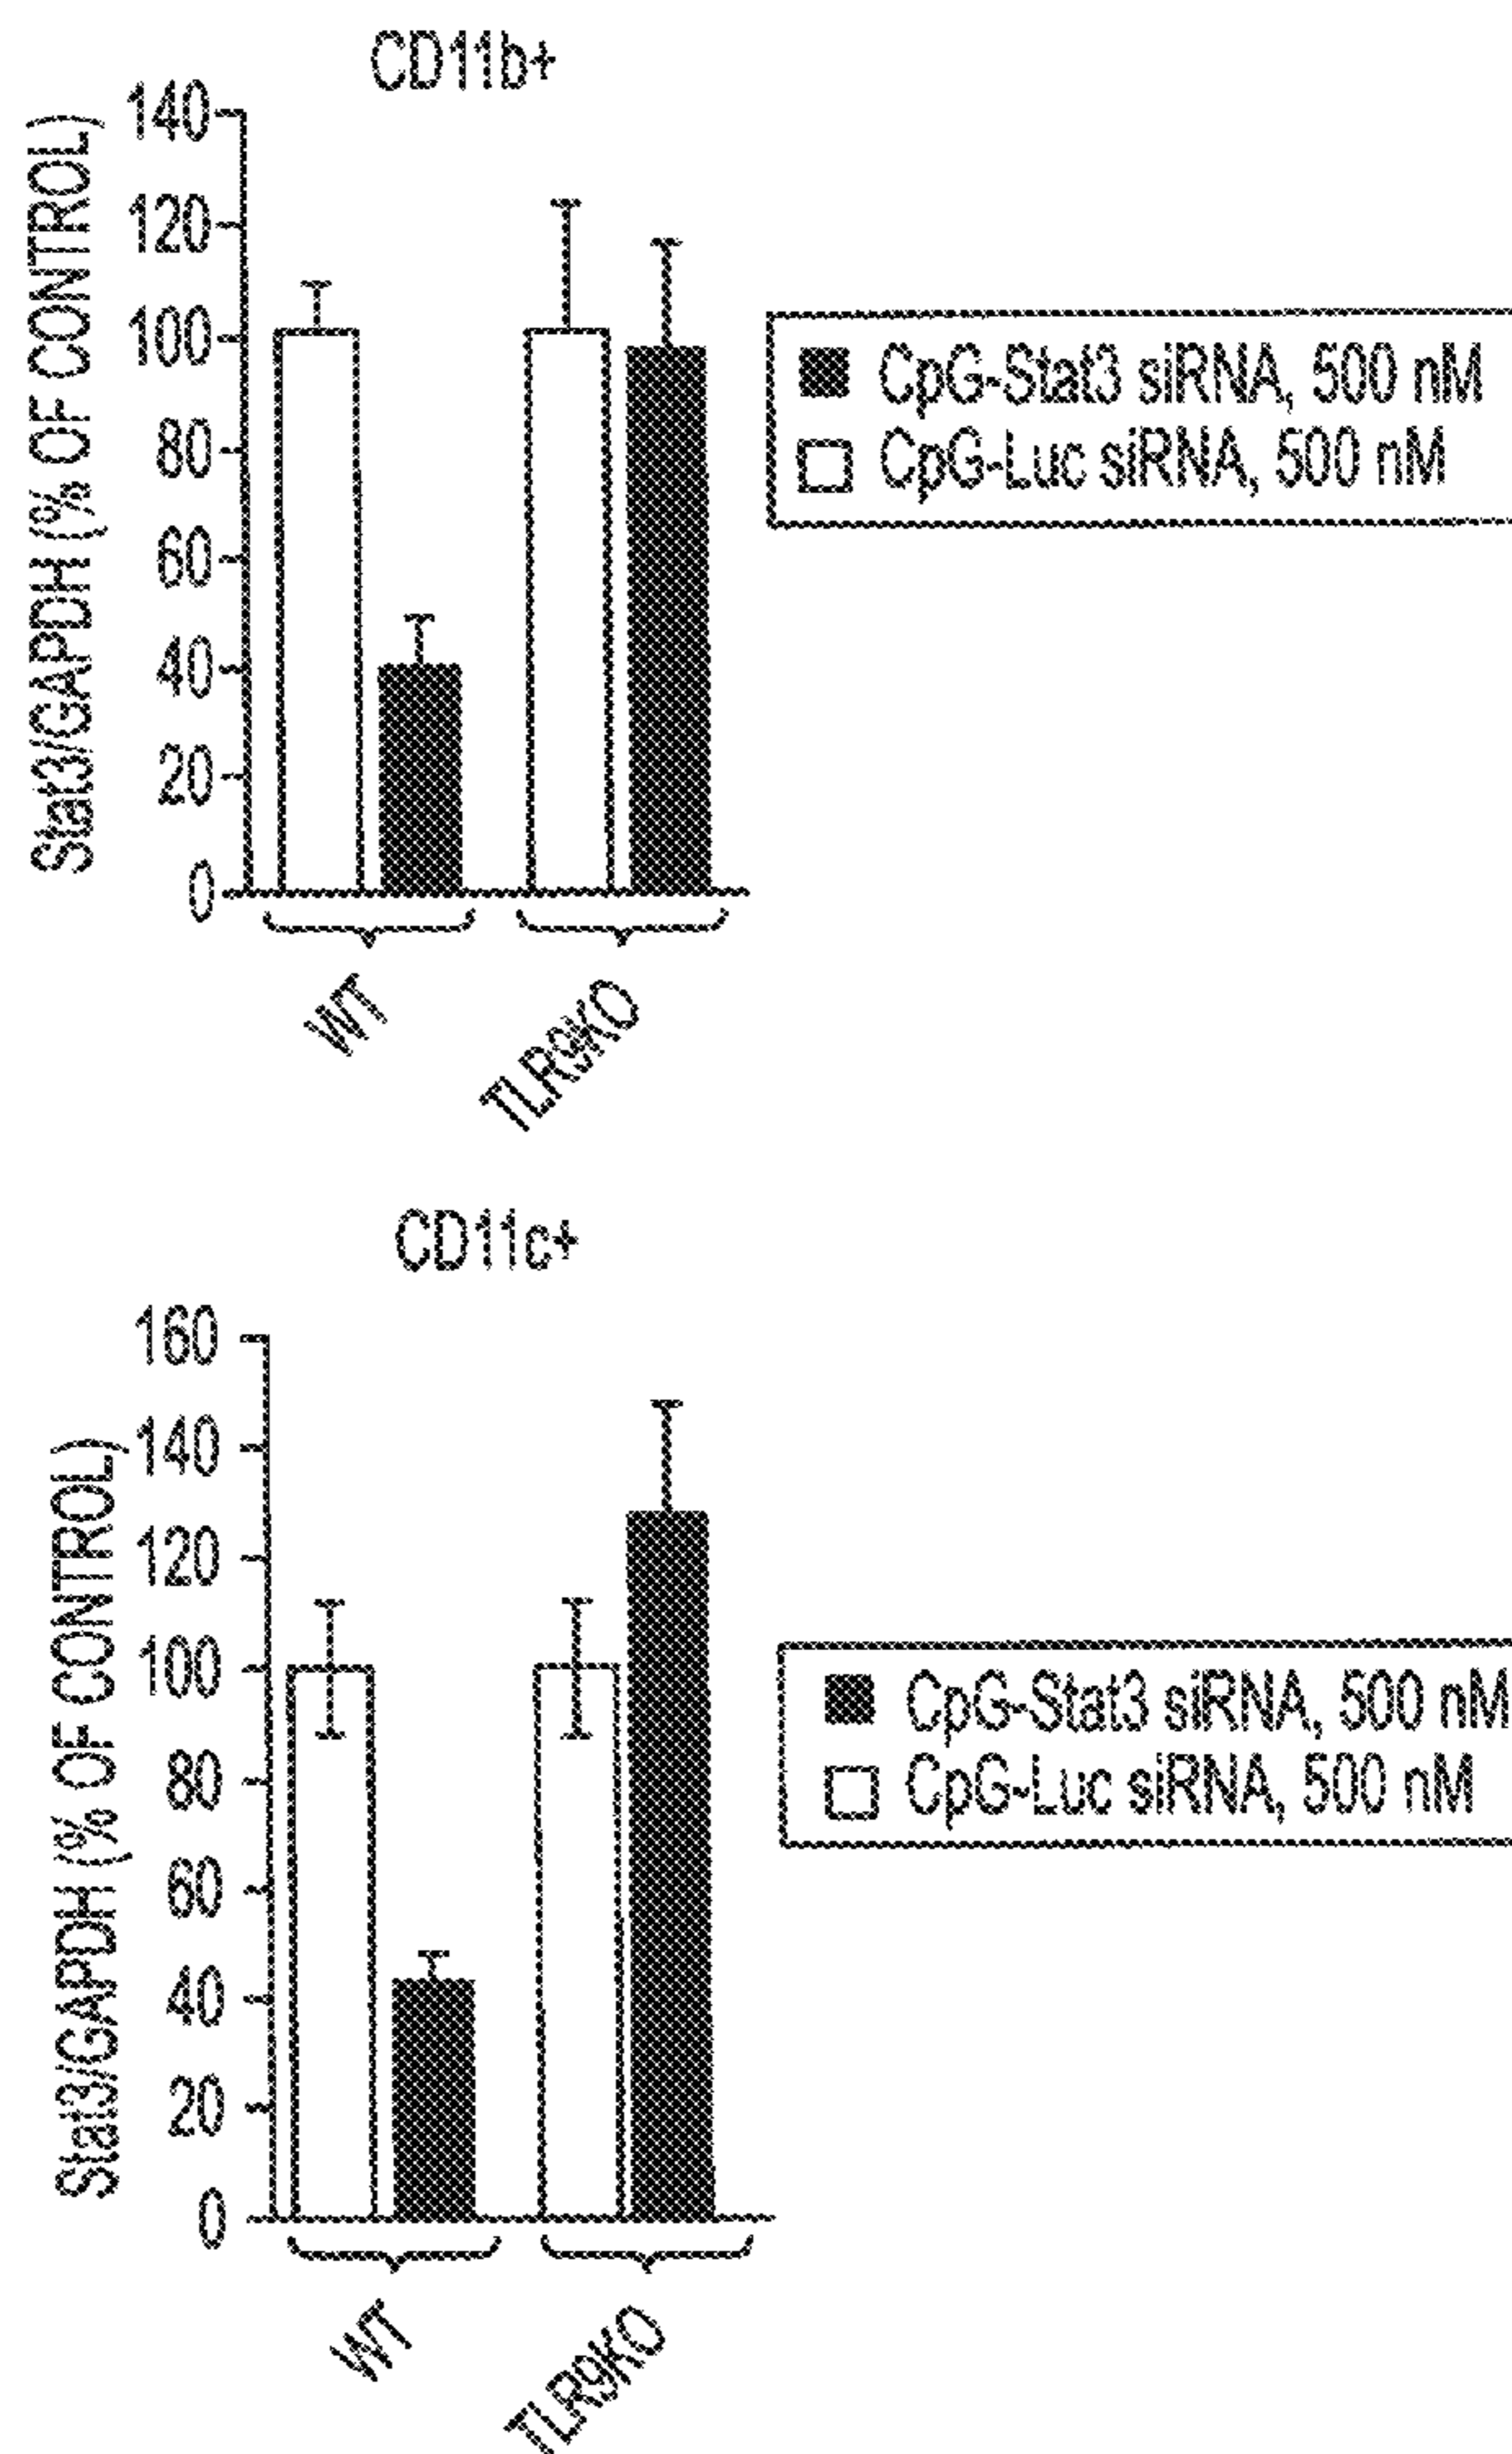 CD11b+
Stat3/GAPDH (% OF CONTROL)
140
120
100
80
60
40
20
0
WT
TLR9KO
CpG-Stat3 siRNA, 500 nM
CpG-Luc siRNA, 500 nM
CD11c+
Stat3/GAPDH (% OF CONTROL)
160
140
120
100
80
60
40
20
0
WT
TLR9KO
CpG-Stat3 siRNA, 500 nM
CpG-Luc siRNA, 500 nM